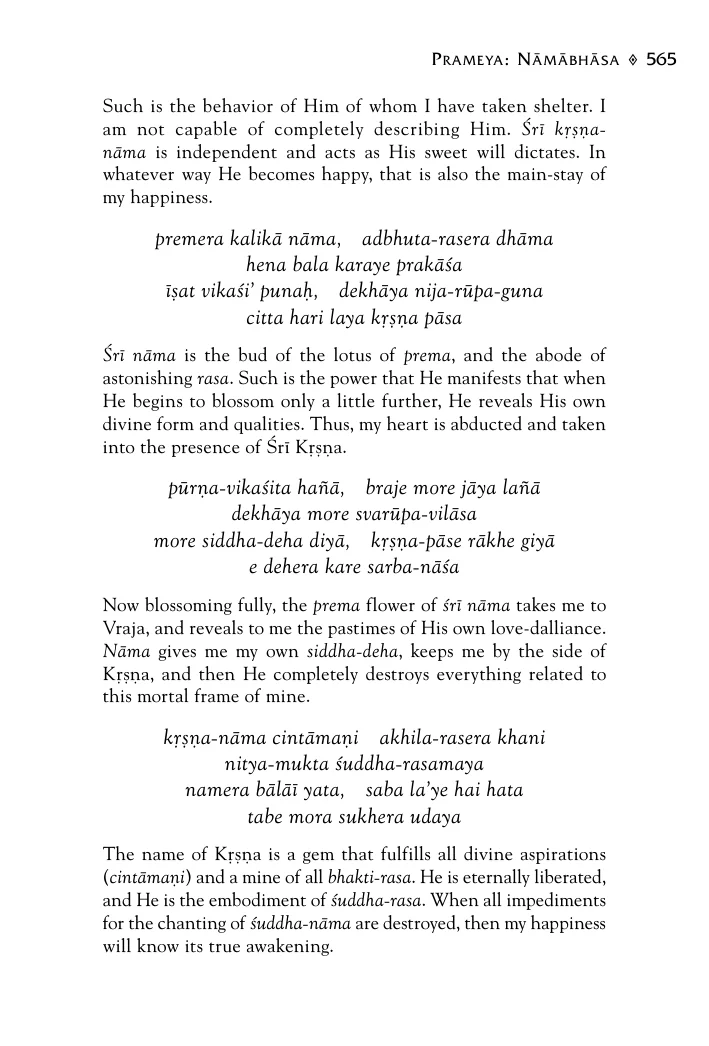 PRAMEYA: NĀMĀBHĀSA ◊ 565
Such is the behavior of Him of whom I have taken shelter. I
am not capable of completely describing Him. Śrī kṛṣṇa-
nāma is independent and acts as His sweet will dictates. In
whatever way He becomes happy, that is also the main-stay of
my happiness.
premera kalikā nāma, adbhuta-rasera dhāma
hena bala karaye prakāśa
īṣat vikaśi' punaḥ, dekhāya nija-rūpa-guna
citta hari laya kṛṣṇa pāsa
Śrī nāma is the bud of the lotus of prema, and the abode of
astonishing rasa. Such is the power that He manifests that when
He begins to blossom only a little further, He reveals His own
divine form and qualities. Thus, my heart is abducted and taken
into the presence of Śrī Kṛṣṇa.
pūrṇa-vikaśita hañā, braje more jāya lañā
dekhāya more svarūpa-vilāsa
more siddha-deha diyā, kṛṣṇa-pāse rākhe giyā
e dehera kare sarba-nāśa
Now blossoming fully, the prema flower of śrī nāma takes me to
Vraja, and reveals to me the pastimes of His own love-dalliance.
Nāma gives me my own siddha-deha, keeps me by the side of
Kṛṣṇa, and then He completely destroys everything related to
this mortal frame of mine.
kṛṣṇa-nāma cintāmaṇi akhila-rasera khani
nitya-mukta śuddha-rasamaya
namera bālāī yata, saba la'ye hai hata
tabe mora sukhera udaya
The name of Kṛṣṇa is a gem that fulfills all divine aspirations
(cintāmaṇi) and a mine of all bhakti-rasa. He is eternally liberated,
and He is the embodiment of śuddha-rasa. When all impediments
for the chanting of śuddha-nāma are destroyed, then my happiness
will know its true awakening.